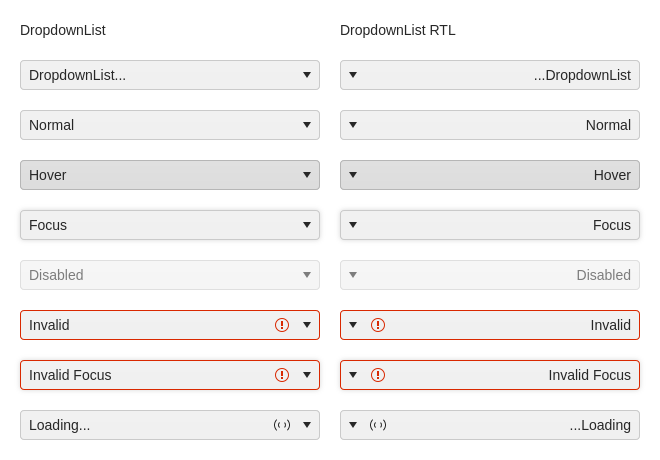 DropdownList
DropdownList RTL
DropdownList...
...DropdownList
Normal
Normal
Hover
Hover
Focus
Focus
Disabled
Disabled
Invalid
Invalid
Invalid Focus
Invalid Focus
Loading...
...Loading